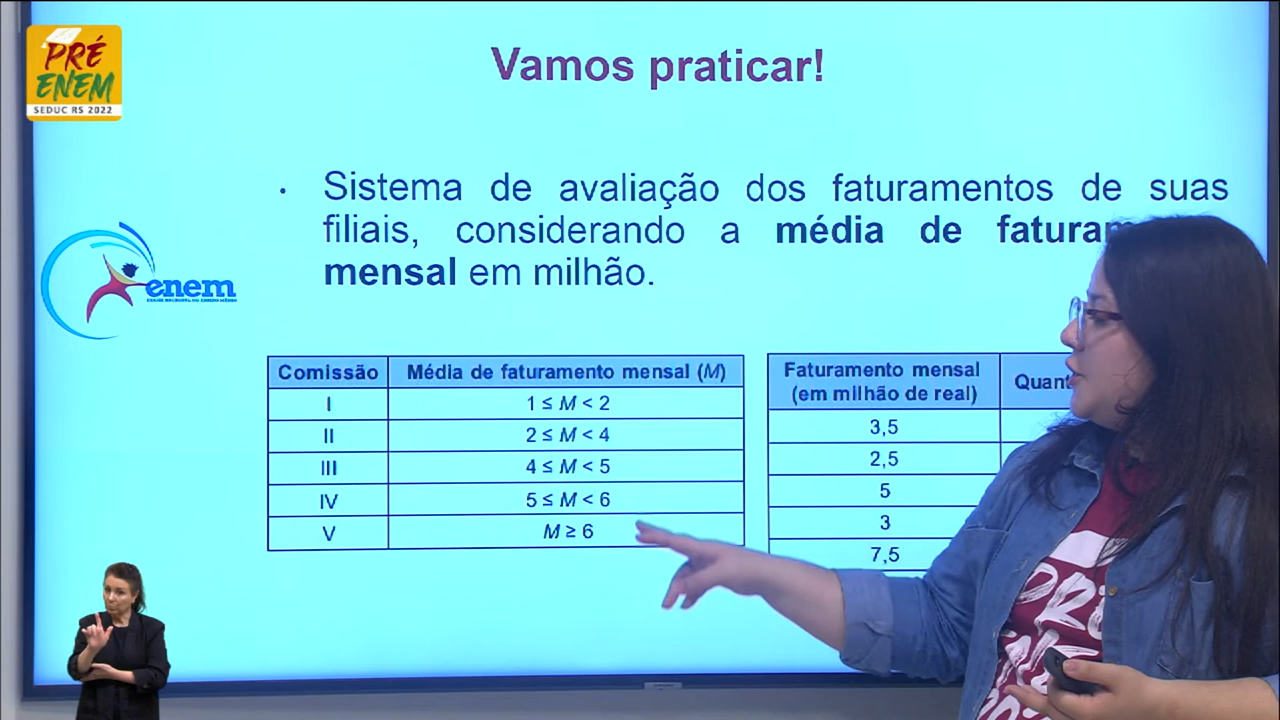 PRÉ
ENEM
SEDUC RS 2022
Vamos praticar!
• Sistema de avaliação dos faturamentos de suas
filiais, considerando a média de
mensal em milhão.
enem
Comissão Média de faturamento mensal (M)
I 1 ≤ M < 2
II 2 ≤ M < 4
III 4 ≤ M < 5
IV 5 ≤ M < 6
V M ≥ 6
Faturamento mensal
(em milhão de real)
3,5
2,5
5
3
7,5